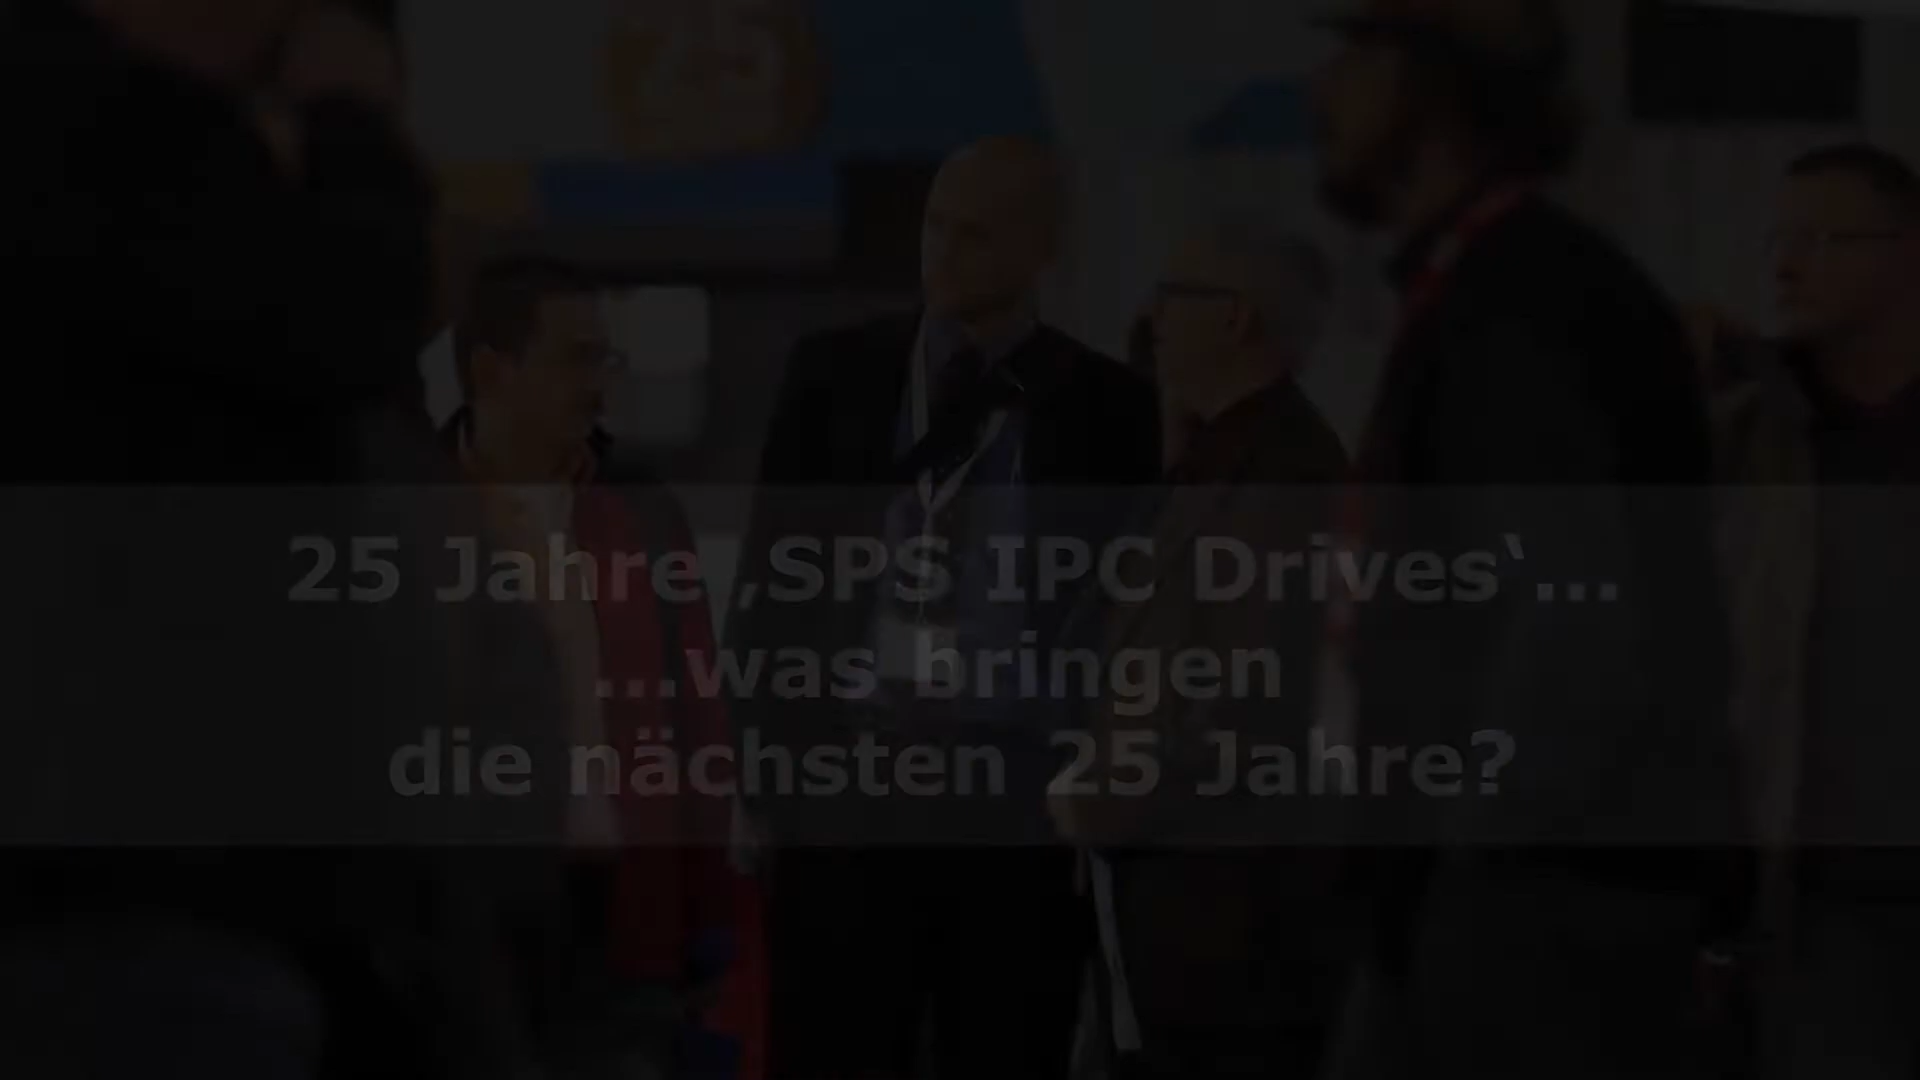 25 Jahre ‚SPS IPC Drives‘...
...was bringen
die nächsten 25 Jahre?